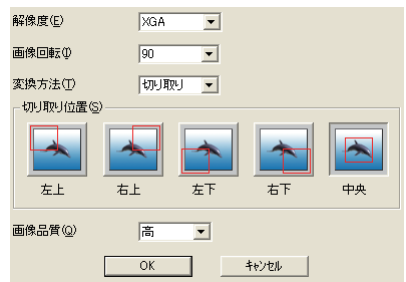 解像度(E) XGA
画像回転(I) 90
変換方法(T) 切り取り
切り取り位置(S)
左上 右上 左下 右下 中央
画像品質(Q) 高
OK ｷｬﾝｾﾙ